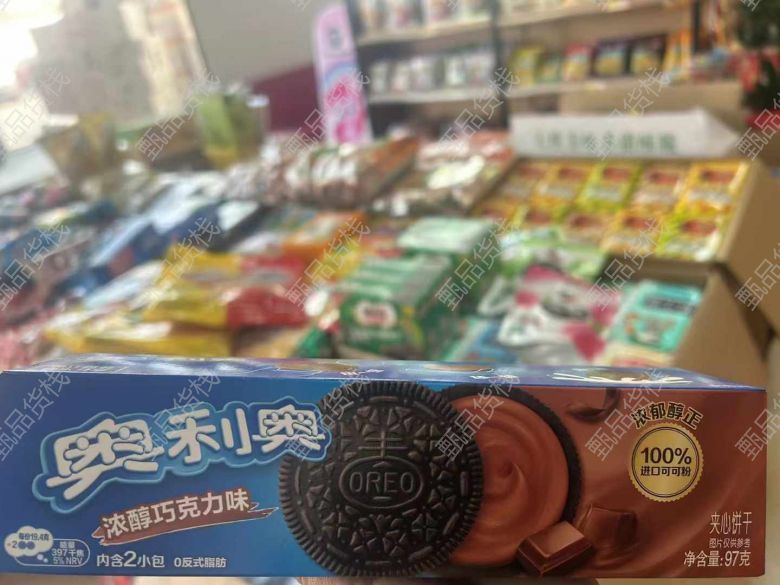 奥利奥
浓醇巧克力味
每份19.4克
能量
397千焦
5% NRV
内含2小包 0反式脂肪
OREO
浓郁醇正
100%
进口可可粉
夹心饼干
图片仅供参考
净含量:97克
甄品货栈